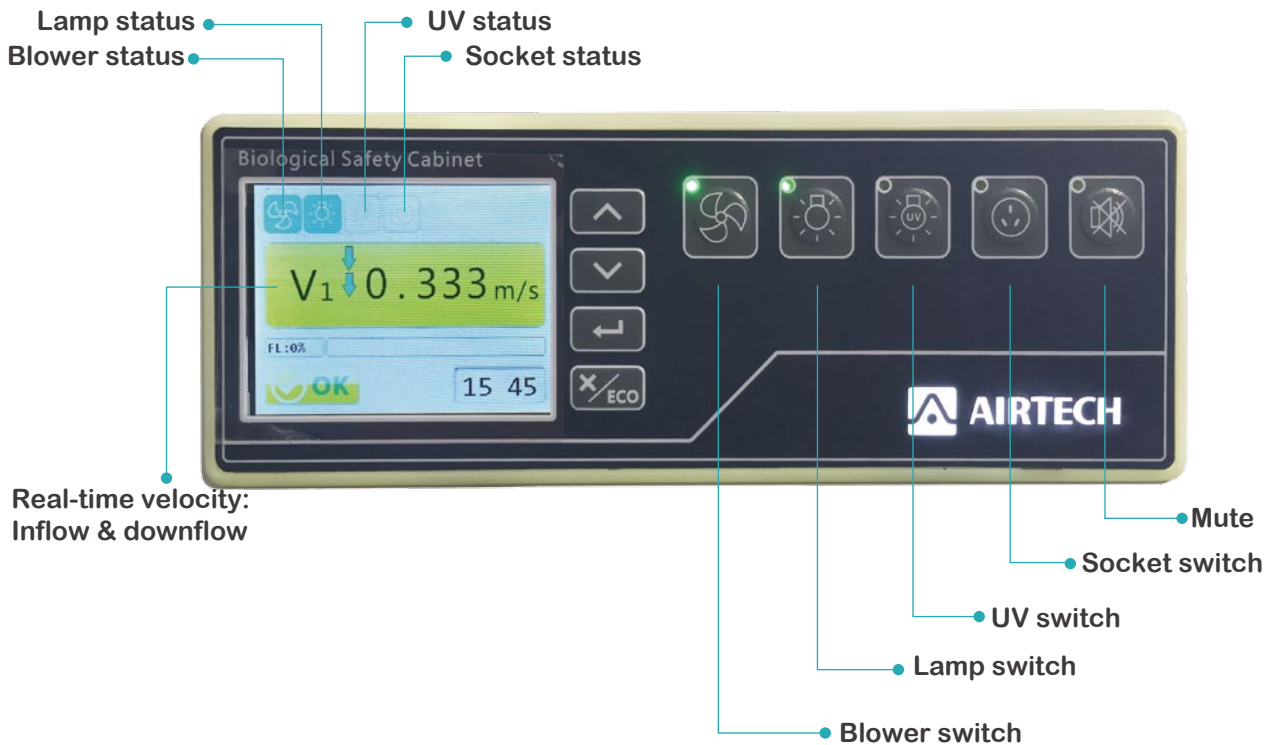 Lamp status
UV status
Blower status
Socket status
Biological Safety Cabinet
V1 0.333 m/s
FL:0%
OK
15 45
×/ECO
UV
AIRTECH
Real-time velocity:
Inflow & downflow
Mute
Socket switch
UV switch
Lamp switch
Blower switch